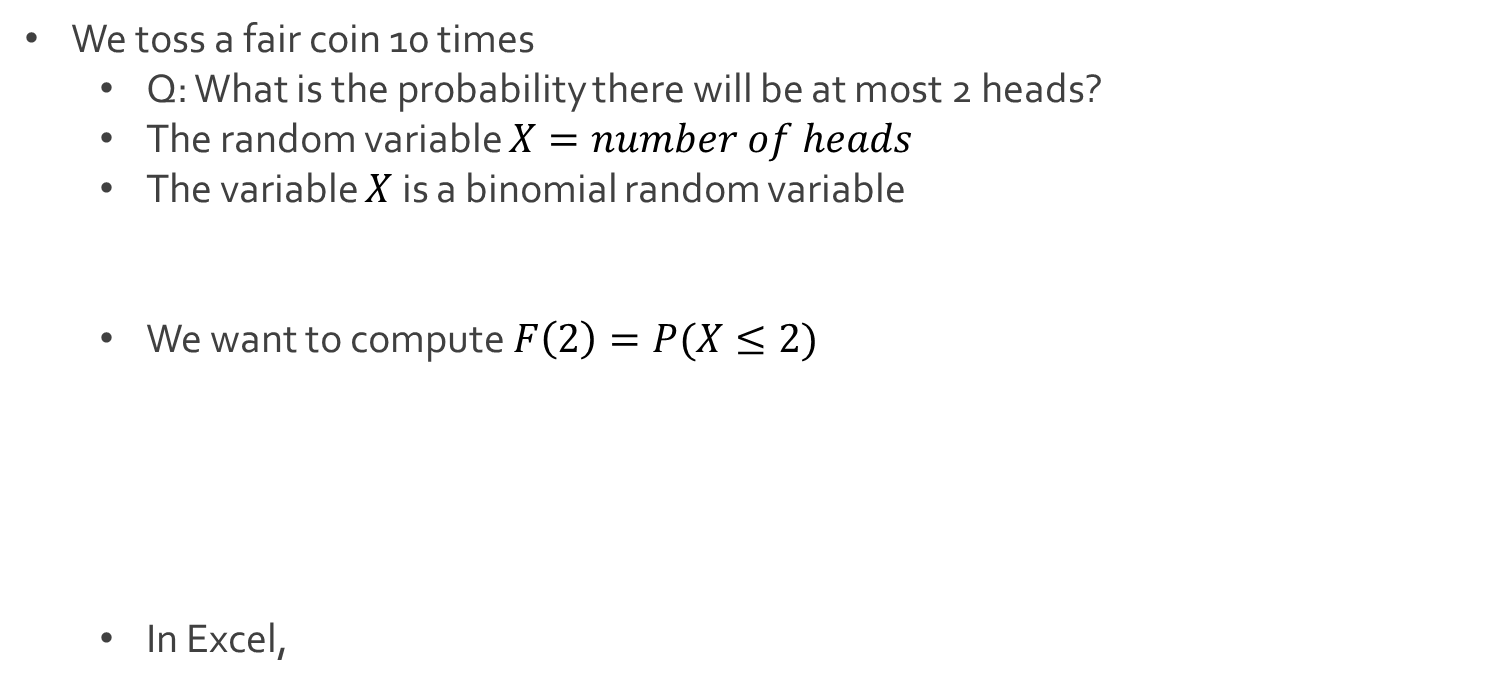 • We toss a fair coin 10 times
• Q: What is the probability there will be at most 2 heads?
• The random variable X = number of heads
• The variable X is a binomial random variable
• We want to compute F(2) = P(X ≤ 2)
• In Excel,